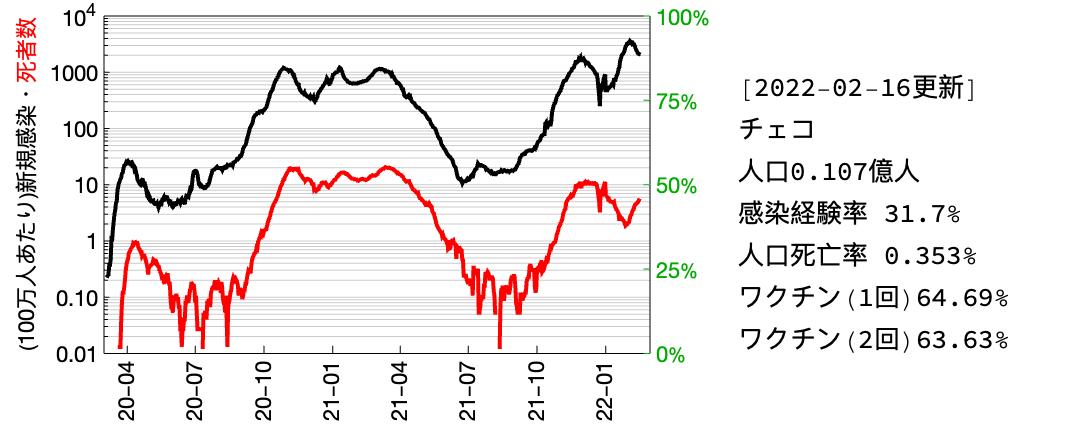 (100万人あたり)新規感染・死者数
10^4
1000
100
10
1
0.10
0.01
100%
75%
50%
25%
0%
20-04
20-07
20-10
21-01
21-04
21-07
21-10
22-01
[2022-02-16更新]
チェコ
人口0.107億人
感染経験率 31.7%
人口死亡率 0.353%
ワクチン(1回)64.69%
ワクチン(2回)63.63%